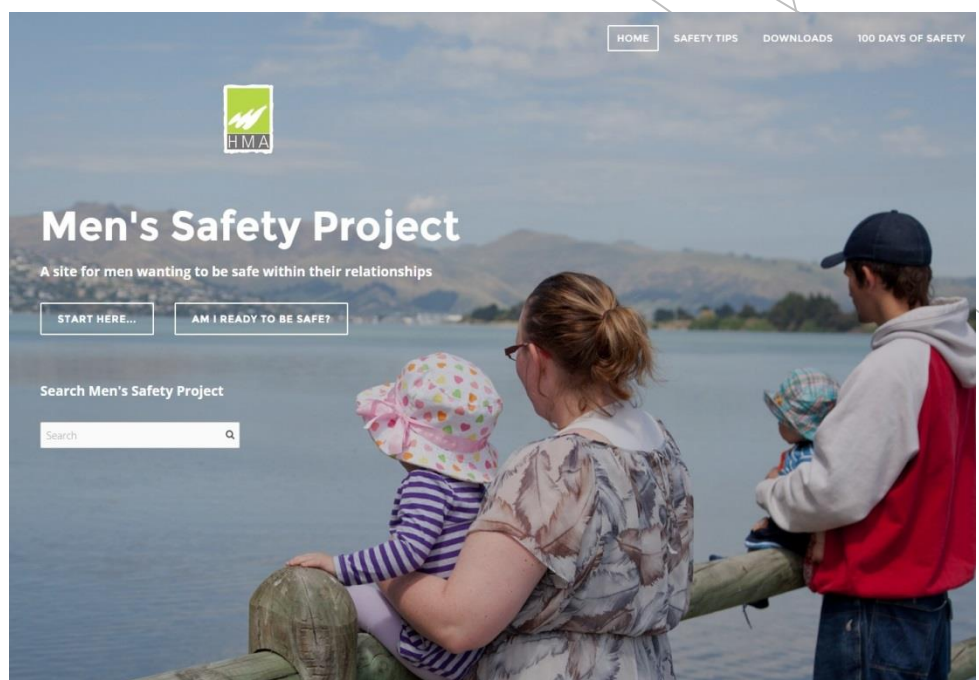 HOME SAFETY TIPS DOWNLOADS 100 DAYS OF SAFETY
HMA
Men's Safety Project
A site for men wanting to be safe within their relationships
START HERE... AM I READY TO BE SAFE?
Search Men's Safety Project
Search